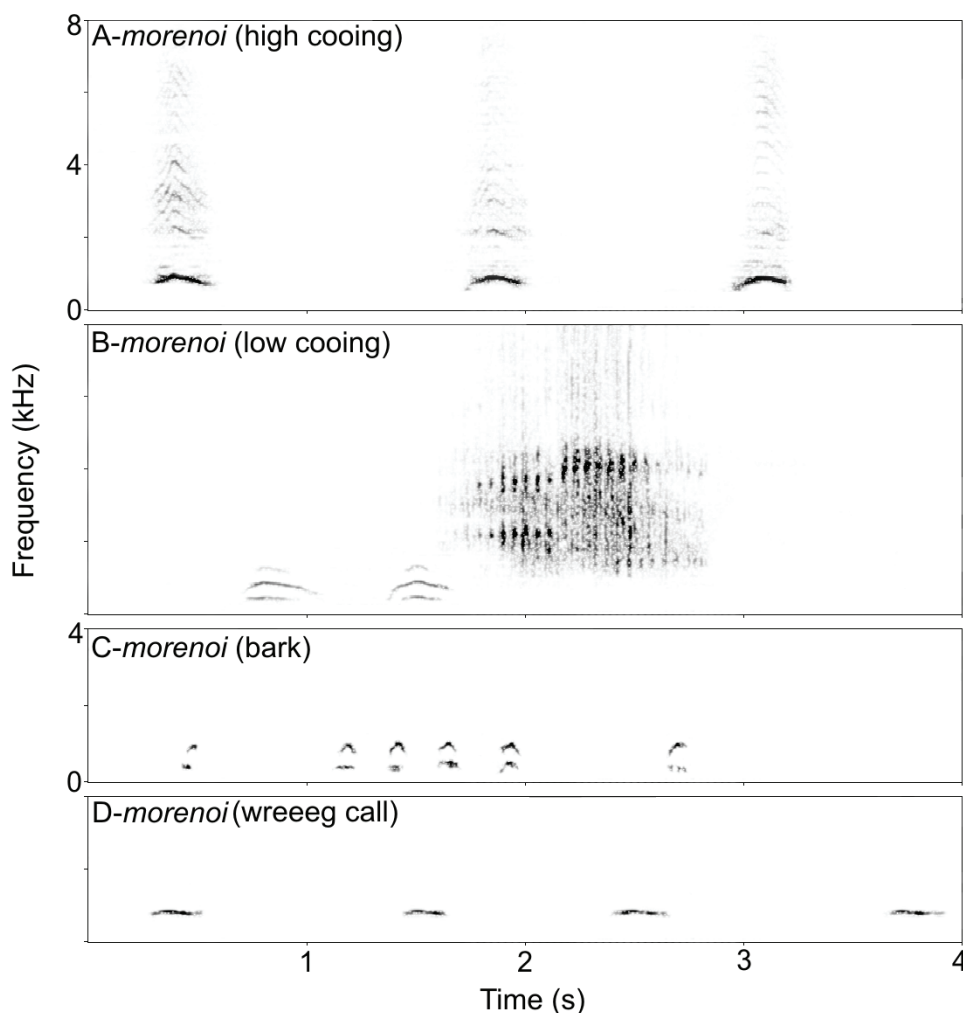 8
A-morenoi (high cooing)
4
0
B-morenoi (low cooing)
Frequency (kHz)
4
C-morenoi (bark)
0
D-morenoi (wreeeg call)
1 2 3 4
Time (s)